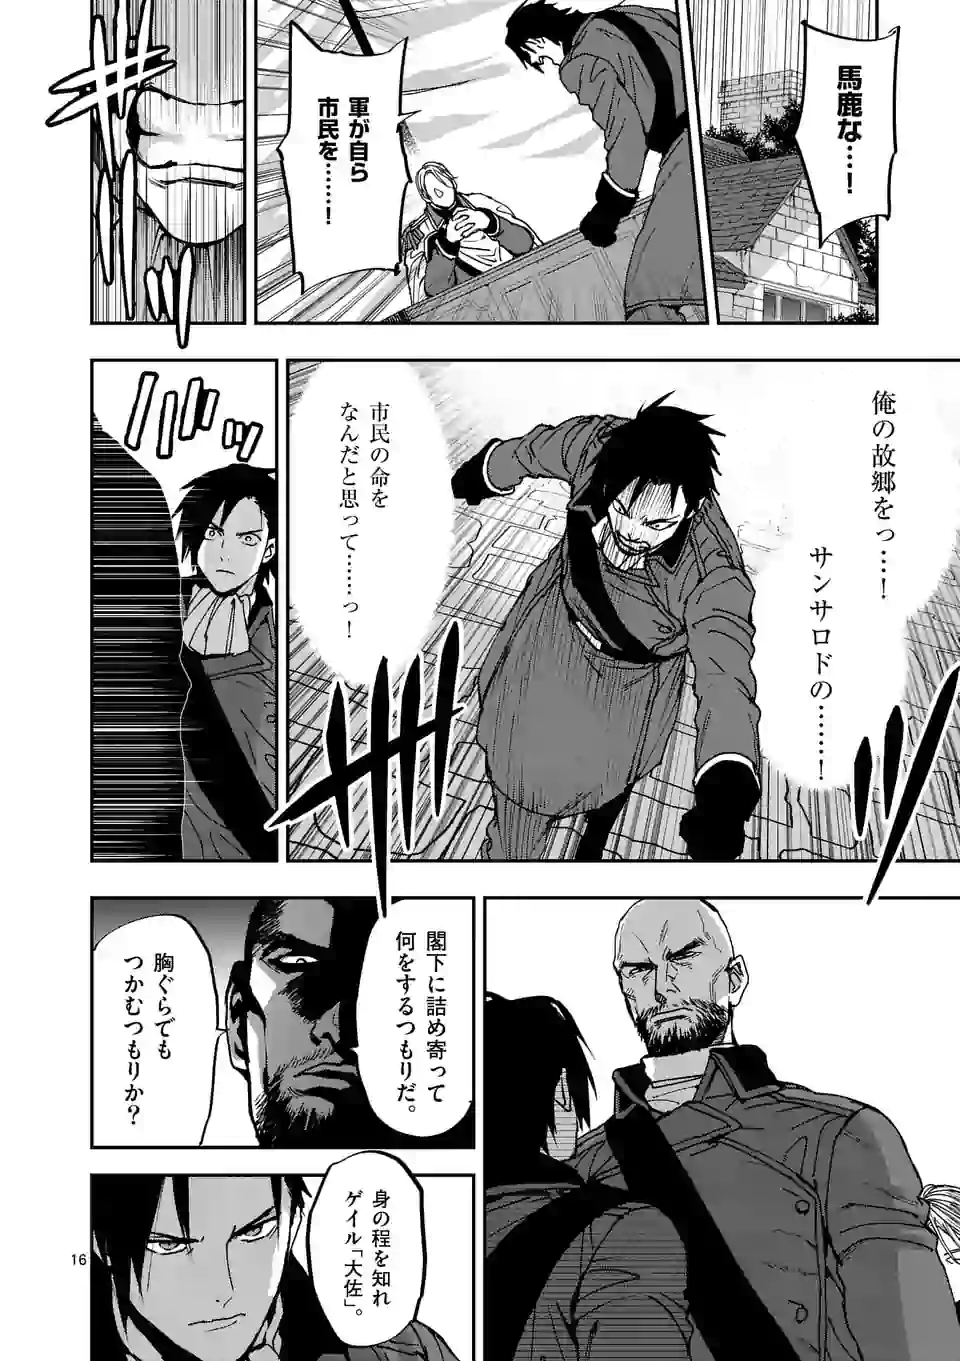 馬鹿な……!
軍が自ら
市民を……!
俺の故郷をっ…!
サンサロドの……!
市民の命を
なんだと思って……っ!
ザッ
閣下に詰め寄って
何をするつもりだ。
胸ぐらでも
つかむつもりか?
身の程を知れ
ゲイル「大佐」。
16